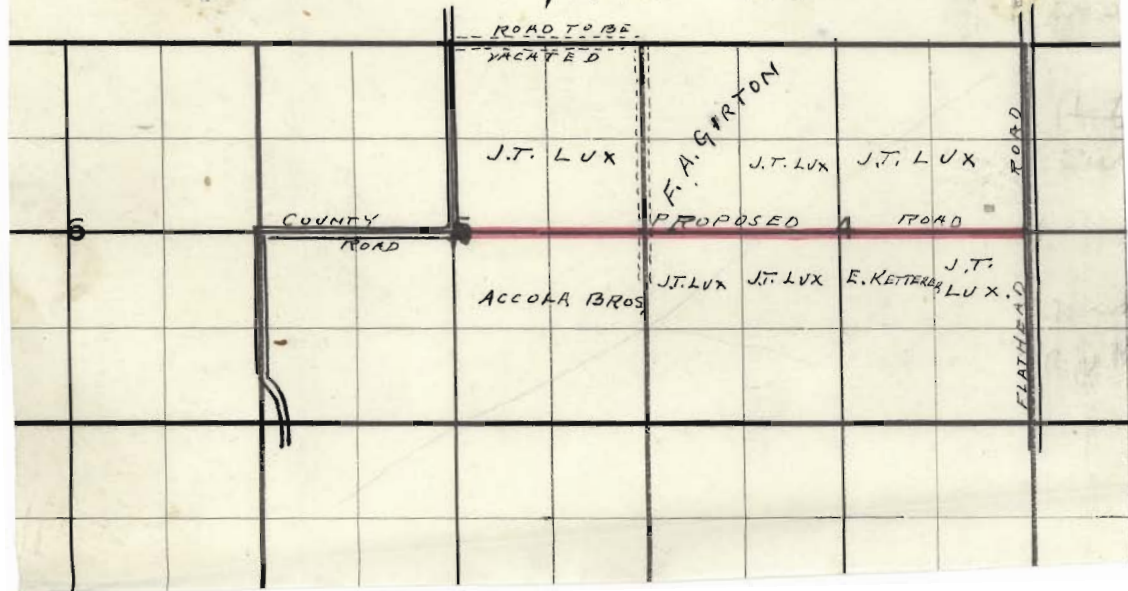 ROAD TO BE
VACATED
F. A. GIRTON
J.T. LUX
J.T. LUX
J.T. LUX
ROAD
6
COUNTY
ROAD
5
PROPOSED
4
ROAD
ACCOLA BROS,
J.T. LUX
J.T. LUX
E. KETTERER
J.T.
LUX.
FLATHEAD